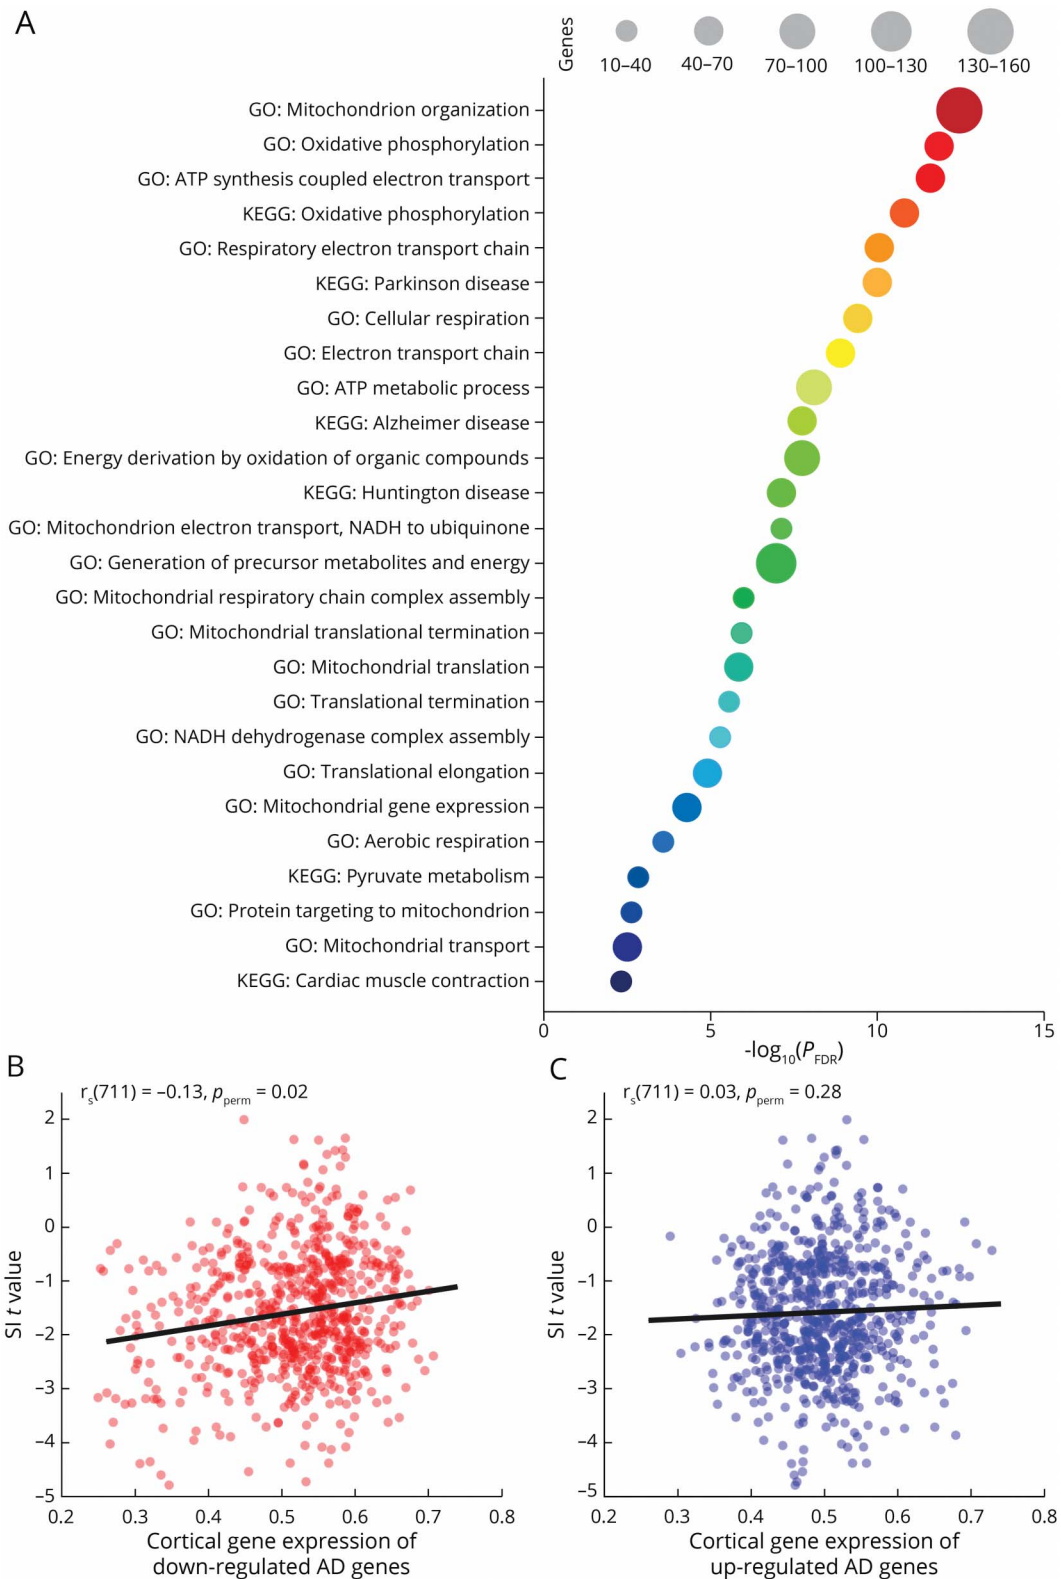 A
Genes
10–40 40–70 70–100 100–130 130–160
GO: Mitochondrion organization
GO: Oxidative phosphorylation
GO: ATP synthesis coupled electron transport
KEGG: Oxidative phosphorylation
GO: Respiratory electron transport chain
KEGG: Parkinson disease
GO: Cellular respiration
GO: Electron transport chain
GO: ATP metabolic process
KEGG: Alzheimer disease
GO: Energy derivation by oxidation of organic compounds
KEGG: Huntington disease
GO: Mitochondrion electron transport, NADH to ubiquinone
GO: Generation of precursor metabolites and energy
GO: Mitochondrial respiratory chain complex assembly
GO: Mitochondrial translational termination
GO: Mitochondrial translation
GO: Translational termination
GO: NADH dehydrogenase complex assembly
GO: Translational elongation
GO: Mitochondrial gene expression
GO: Aerobic respiration
KEGG: Pyruvate metabolism
GO: Protein targeting to mitochondrion
GO: Mitochondrial transport
KEGG: Cardiac muscle contraction
0 5 10 15
-log10(PFDR)
B
rs(711) = –0.13, pperm = 0.02
2
1
0
–1
–2
–3
–4
–5
SI t value
0.2 0.3 0.4 0.5 0.6 0.7 0.8
Cortical gene expression of
down-regulated AD genes
C
rs(711) = 0.03, pperm = 0.28
2
1
0
–1
–2
–3
–4
–5
SI t value
0.2 0.3 0.4 0.5 0.6 0.7 0.8
Cortical gene expression of
up-regulated AD genes